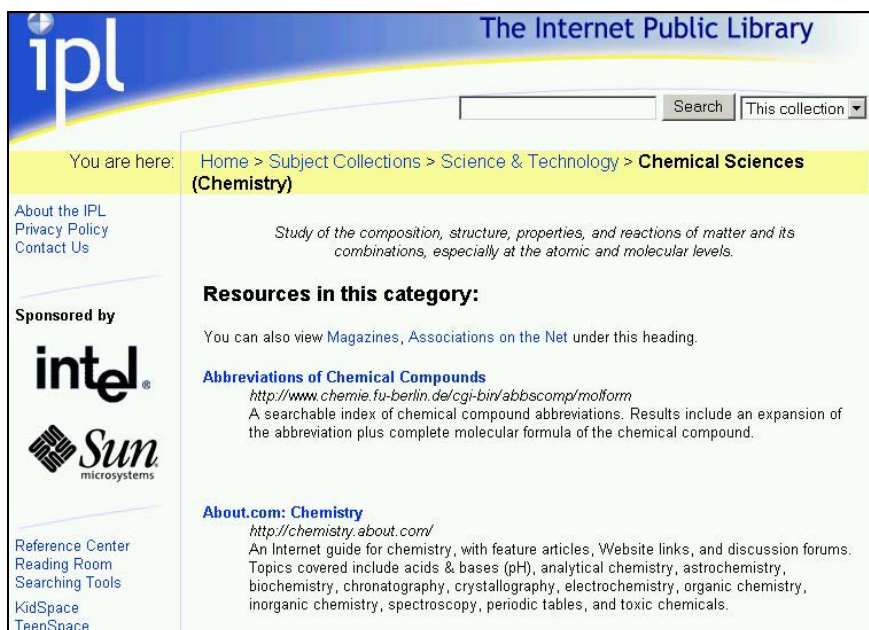 ipl
The Internet Public Library
Search
This collection
You are here:
Home > Subject Collections > Science & Technology > Chemical Sciences
(Chemistry)
About the IPL
Privacy Policy
Contact Us
Study of the composition, structure, properties, and reactions of matter and its
combinations, especially at the atomic and molecular levels.
Resources in this category:
Sponsored by
You can also view Magazines, Associations on the Net under this heading.
intel®
Abbreviations of Chemical Compounds
http://www.chemie.fu-berlin.de/cgi-bin/abbscomp/molform
A searchable index of chemical compound abbreviations. Results include an expansion of
the abbreviation plus complete molecular formula of the chemical compound.
Sun
microsystems
About.com: Chemistry
http://chemistry.about.com/
An Internet guide for chemistry, with feature articles, Website links, and discussion forums.
Topics covered include acids & bases (pH), analytical chemistry, astrochemistry,
biochemistry, chronatography, crystallography, electrochemistry, organic chemistry,
inorganic chemistry, spectroscopy, periodic tables, and toxic chemicals.
Reference Center
Reading Room
Searching Tools
KidSpace
TeenSpace